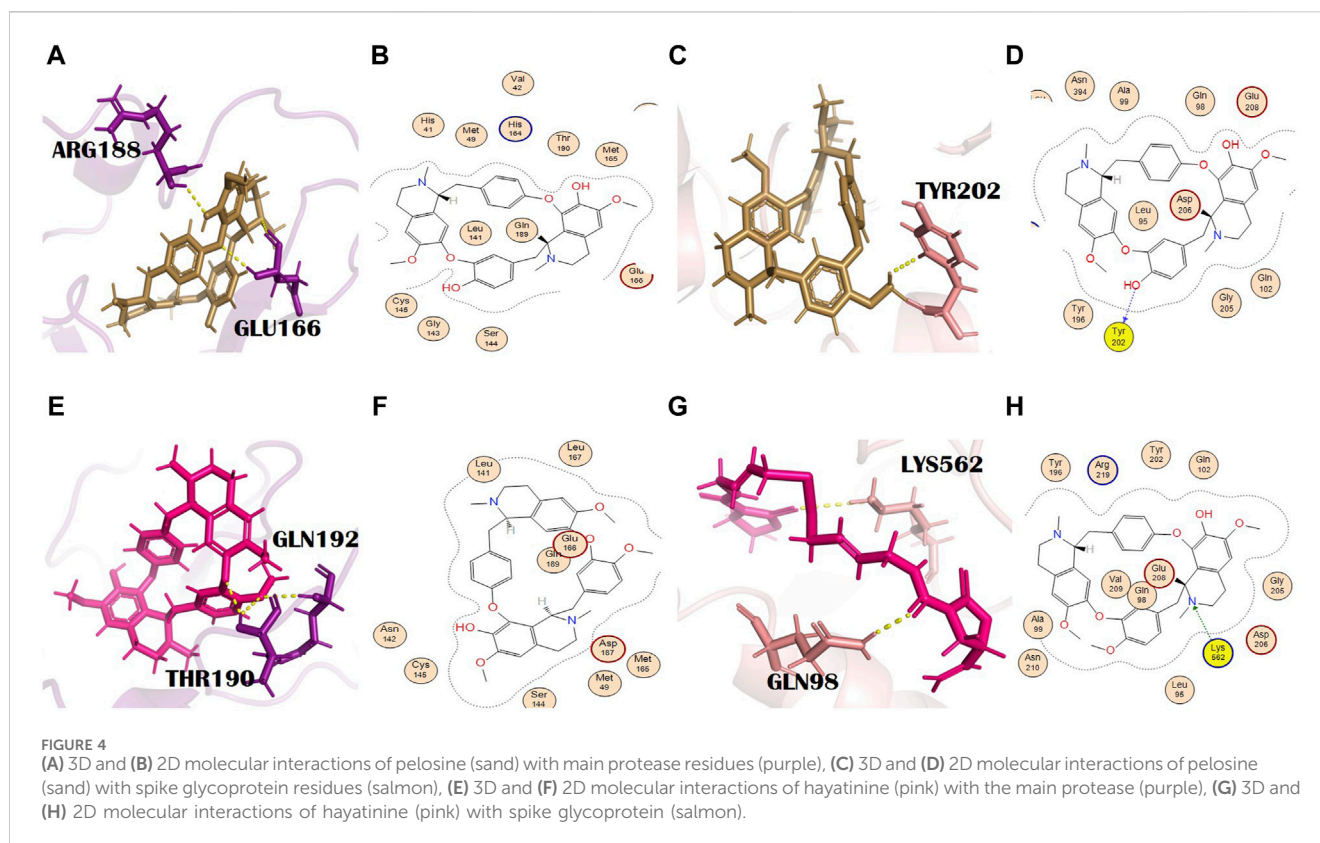 A
B
C
D
ARG188
GLU166
Val
42
His
41
Met
49
His
164
Thr
190
Met
165
N
H
O
OH
O
Leu
141
Gln
189
N
O
O
HO
Glu
166
Cys
145
Gly
143
Ser
144
TYR202
Asn
394
Ala
99
Gln
98
Glu
208
N
H
O
OH
O
Leu
95
Asp
206
N
O
O
HO
Gln
102
Gly
205
Tyr
196
Tyr
202
E
F
G
H
GLN192
THR190
Leu
141
Leu
167
N
H
O
O
Glu
166
Gln
189
O
O
O
H
HO
N
O
Asn
142
Cys
145
Asp
187
Met
165
Met
49
Ser
144
LYS562
GLN98
Tyr
196
Arg
219
Tyr
202
Gln
102
N
H
O
OH
O
Val
209
Glu
208
Gln
98
N
O
O
O
Gly
205
Ala
99
Asn
210
Lys
562
Asp
206
Leu
95
FIGURE 4
(A) 3D and (B) 2D molecular interactions of pelosine (sand) with main protease residues (purple), (C) 3D and (D) 2D molecular interactions of pelosine
(sand) with spike glycoprotein residues (salmon), (E) 3D and (F) 2D molecular interactions of hayatinine (pink) with the main protease (purple), (G) 3D and
(H) 2D molecular interactions of hayatinine (pink) with spike glycoprotein (salmon).